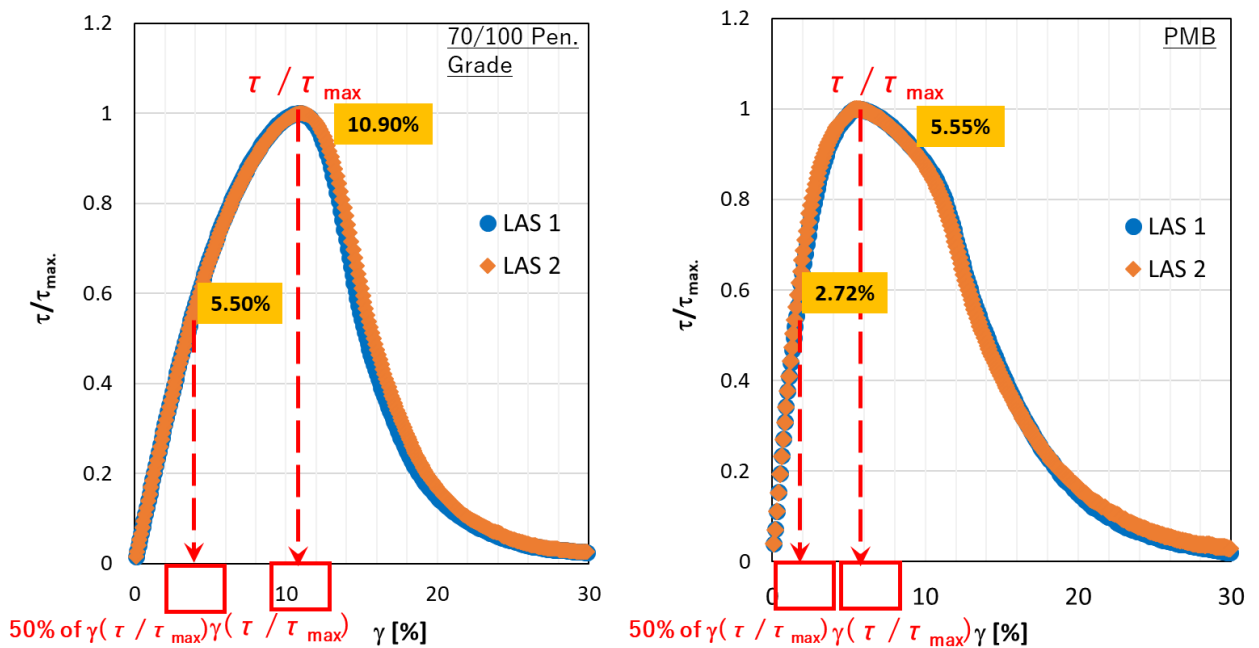 70/100 Pen.
Grade
τ / τ max
10.90%
5.50%
LAS 1
LAS 2
τ/τmax.
1.2
1
0.8
0.6
0.4
0.2
0
0
10
20
30
50% of γ(τ / τ max)
γ(τ / τ max)
γ [%]
PMB
τ / τ max
5.55%
2.72%
LAS 1
LAS 2
τ/τmax.
1.2
1
0.8
0.6
0.4
0.2
0
0
10
20
30
50% of γ(τ / τ max)
γ(τ / τ max)
γ [%]